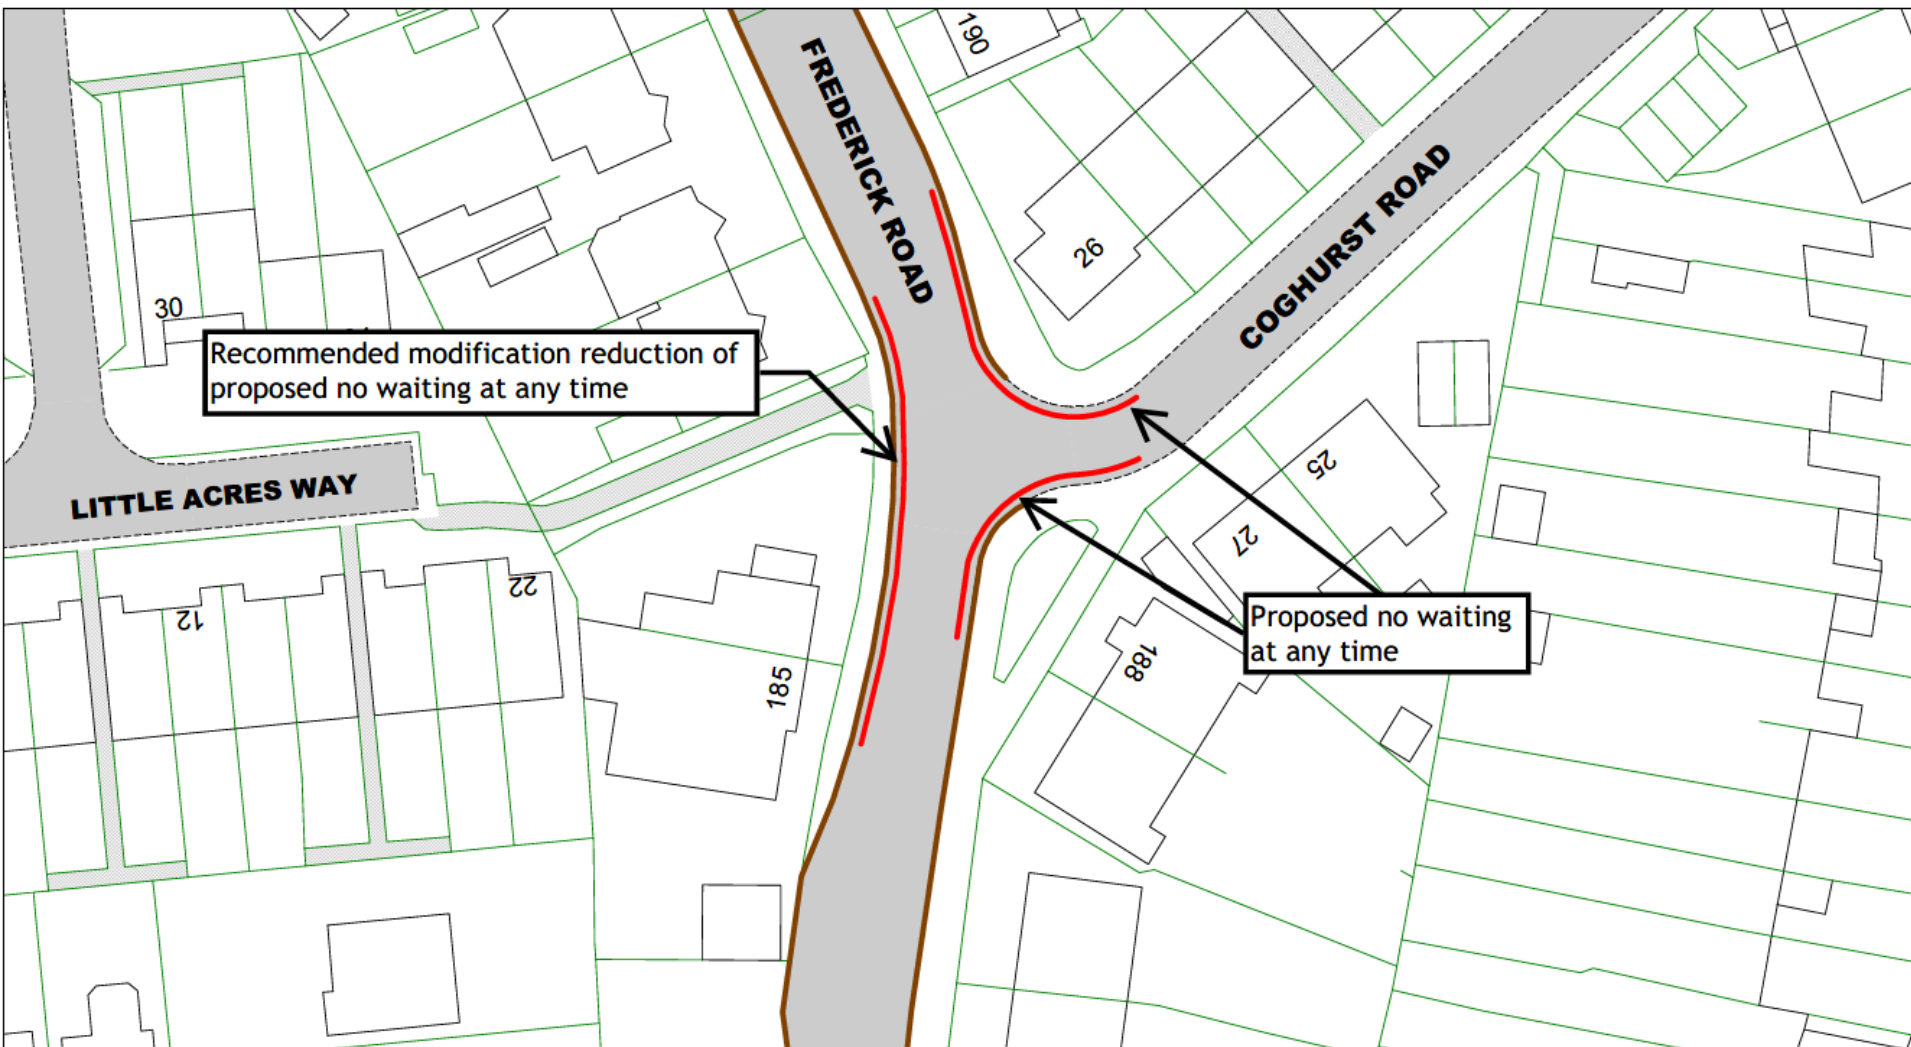 190
FREDERICK ROAD
COGHURST ROAD
26
30
Recommended modification reduction of
proposed no waiting at any time
LITTLE ACRES WAY
25
27
22
12
Proposed no waiting
at any time
188
185